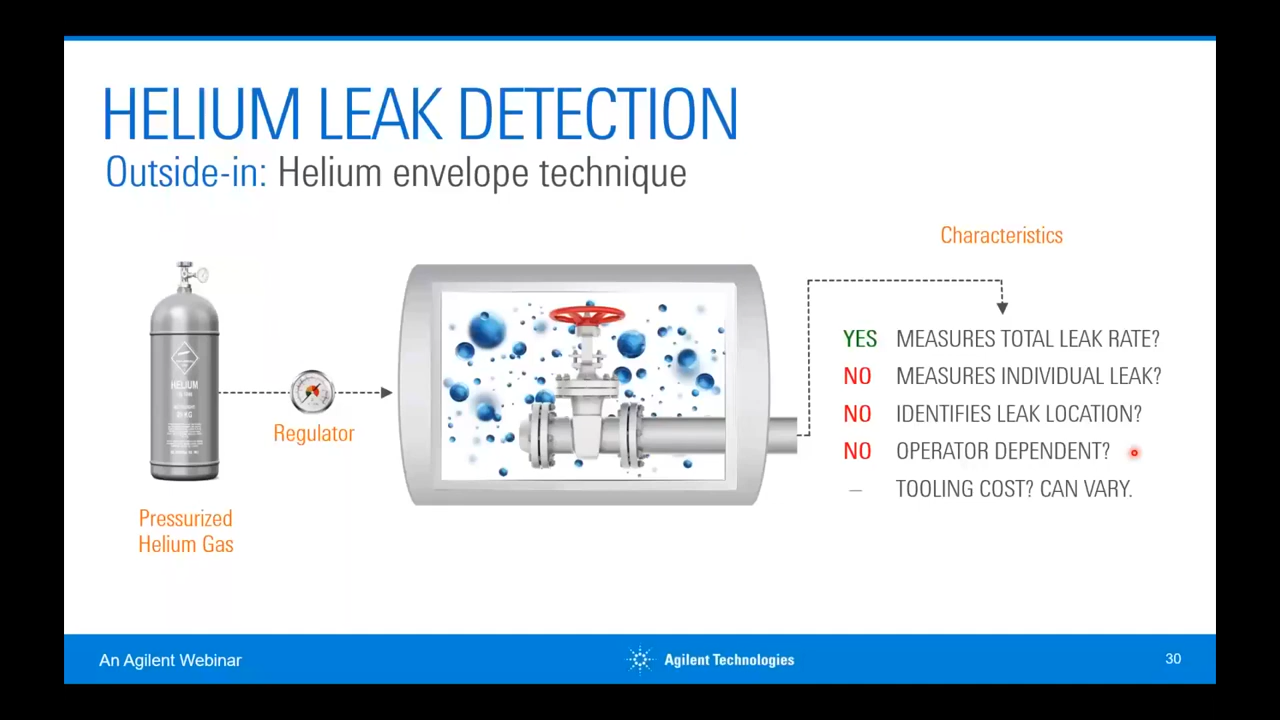 HELIUM LEAK DETECTION
Outside-in: Helium envelope technique
Characteristics
HELIUM
Regulator
Pressurized
Helium Gas
YES MEASURES TOTAL LEAK RATE?
NO MEASURES INDIVIDUAL LEAK?
NO IDENTIFIES LEAK LOCATION?
NO OPERATOR DEPENDENT?
– TOOLING COST? CAN VARY.
An Agilent Webinar
Agilent Technologies
30